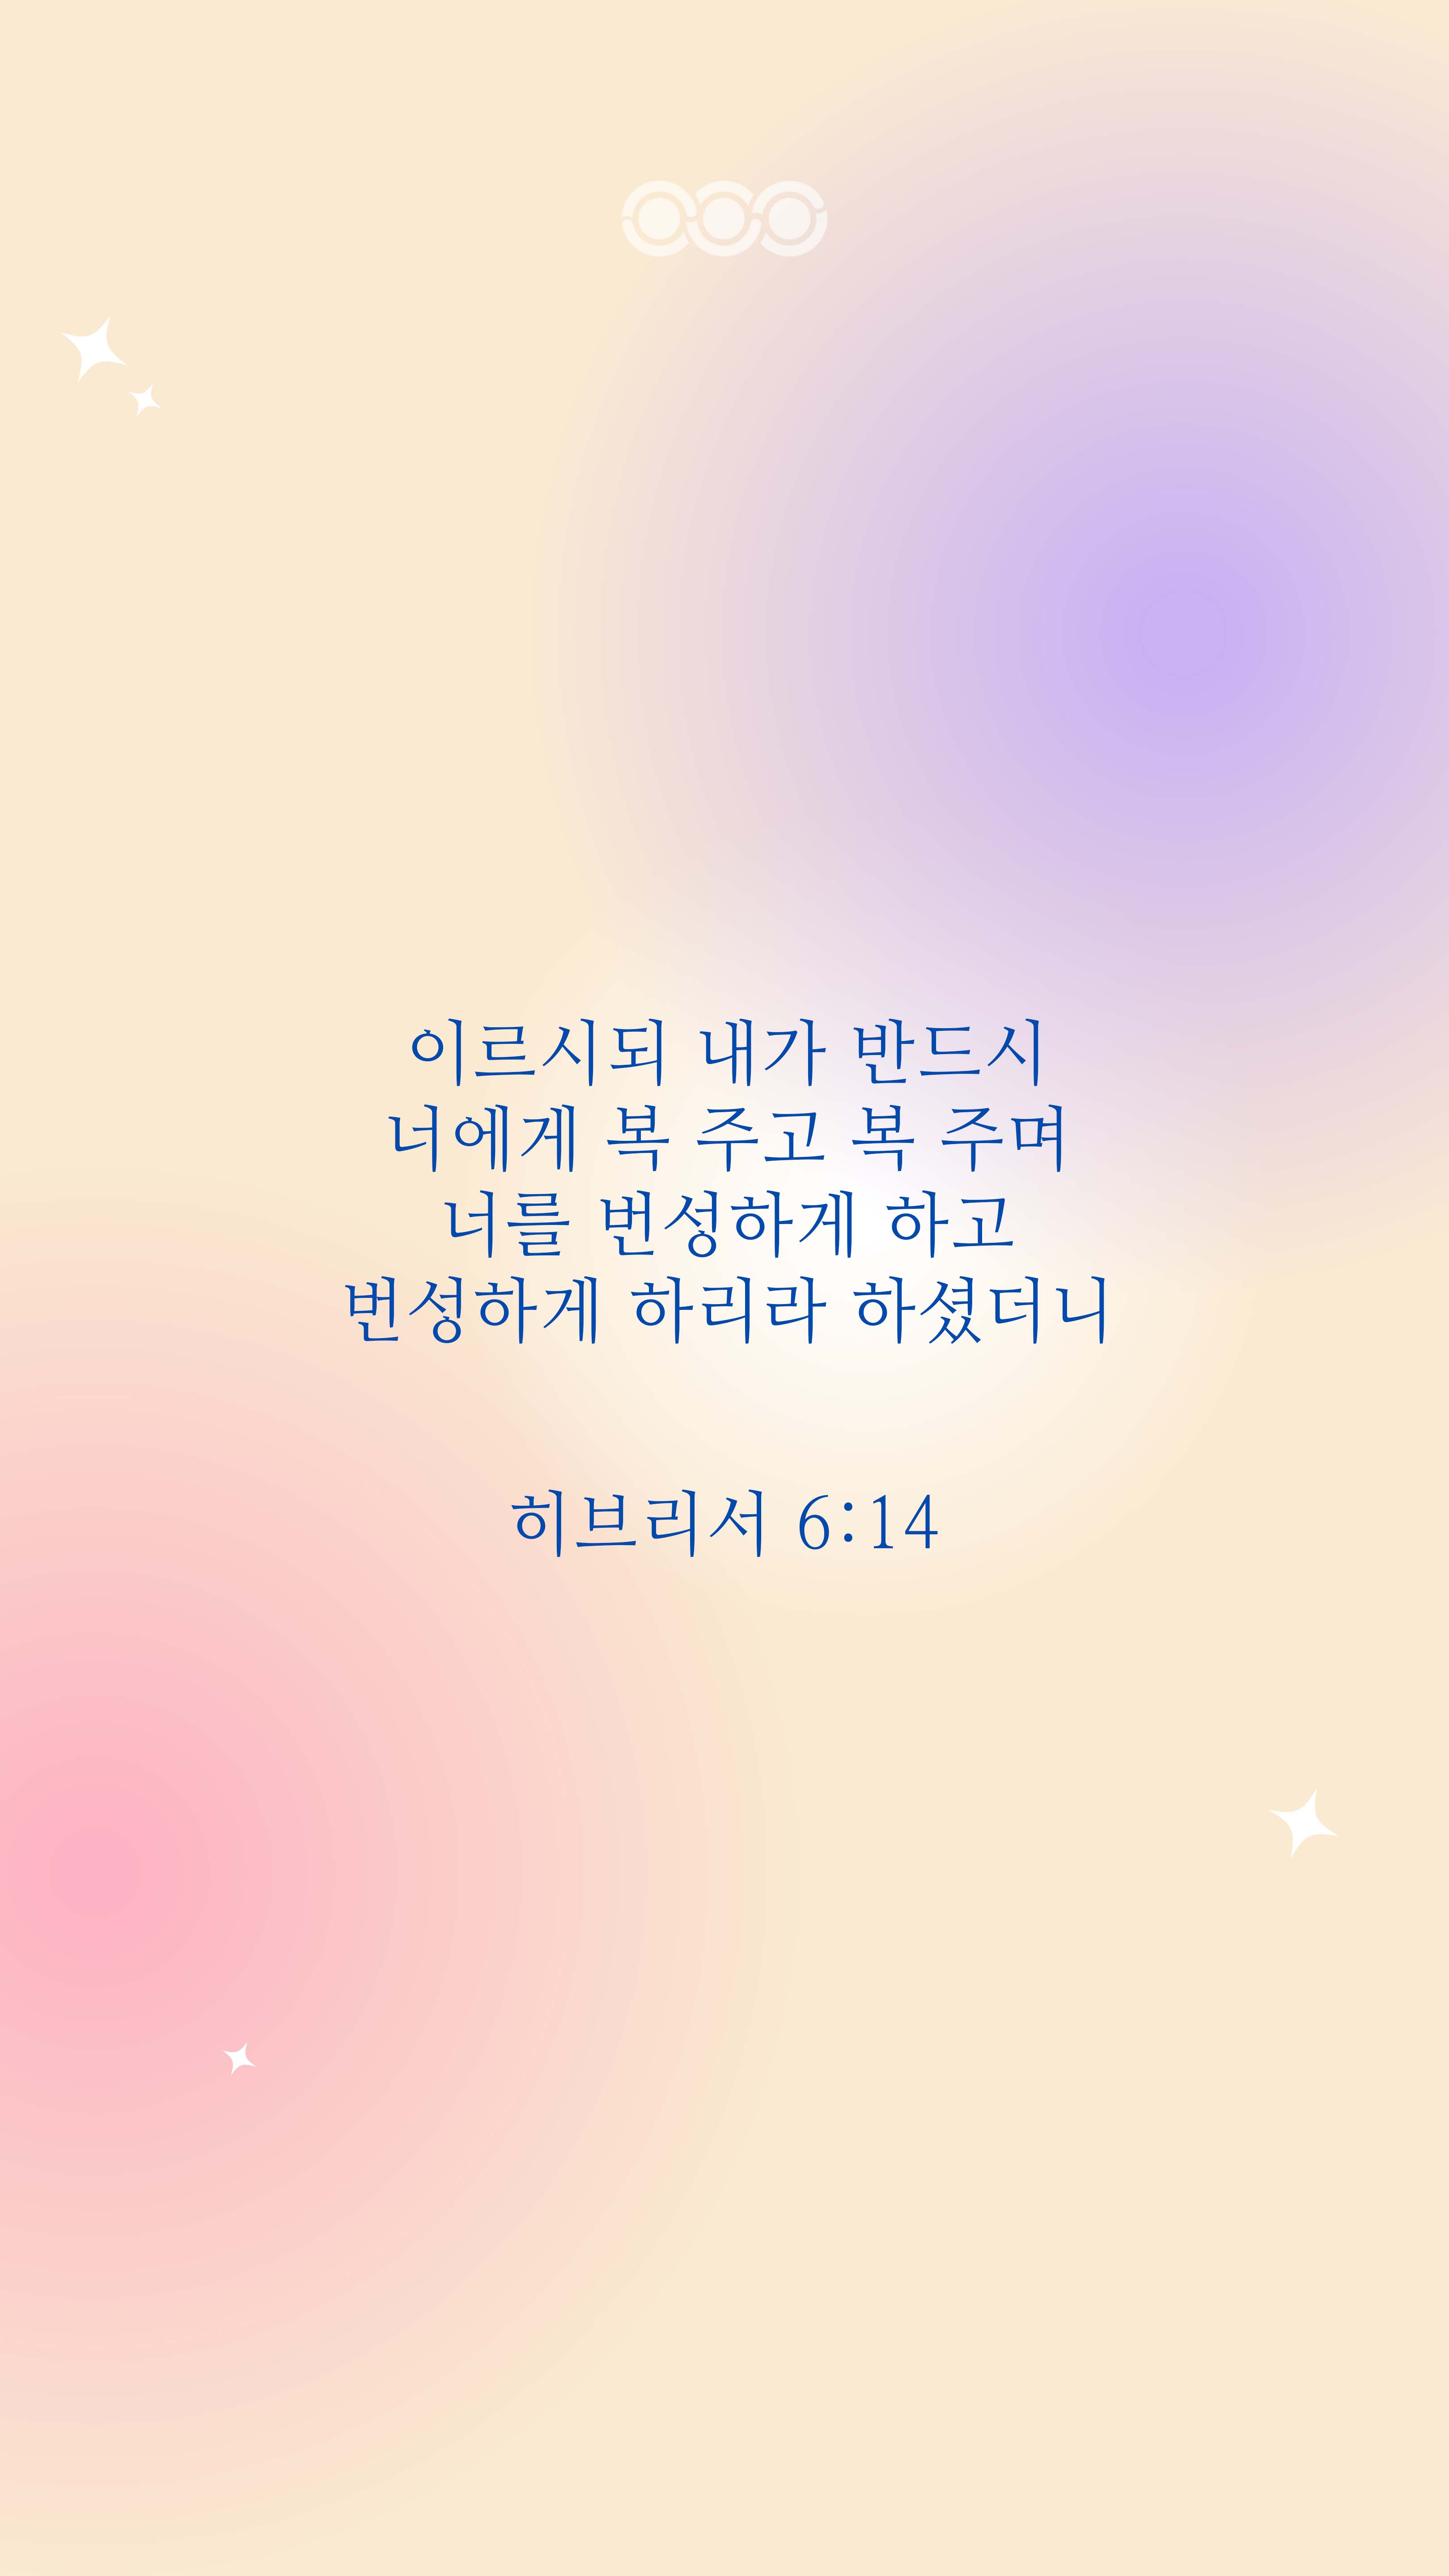 이르시되 내가 반드시
너에게 복 주고 복 주며
너를 번성하게 하고
번성하게 하리라 하셨더니
히브리서 6:14